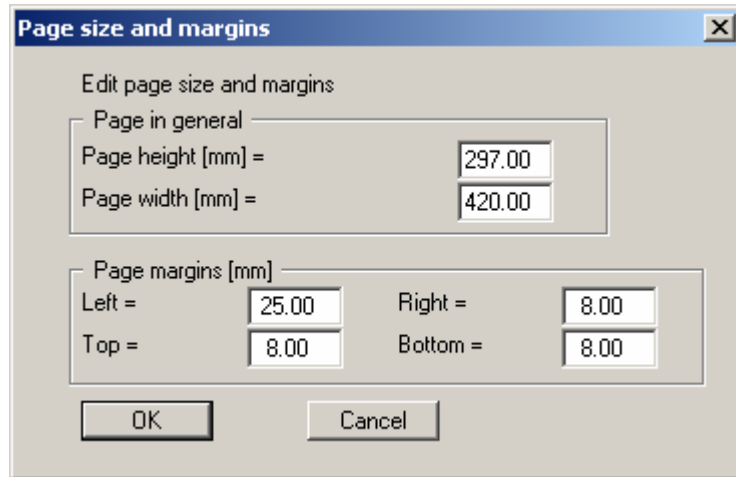 Page size and margins
Edit page size and margins
Page in general
Page height [mm] = 297.00
Page width [mm] = 420.00
Page margins [mm]
Left = 25.00 Right = 8.00
Top = 8.00 Bottom = 8.00
OK Cancel